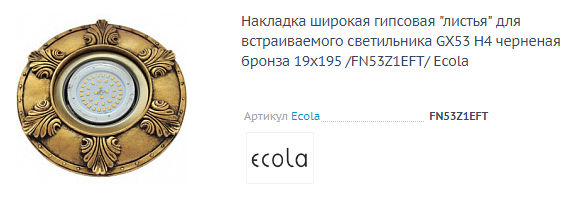 Накладка широкая гипсовая "листья" для
встраиваемого светильника GX53 H4 черненая
бронза 19x195 /FN53Z1EFT/ Ecola
Артикул Ecola FN53Z1EFT
ecola